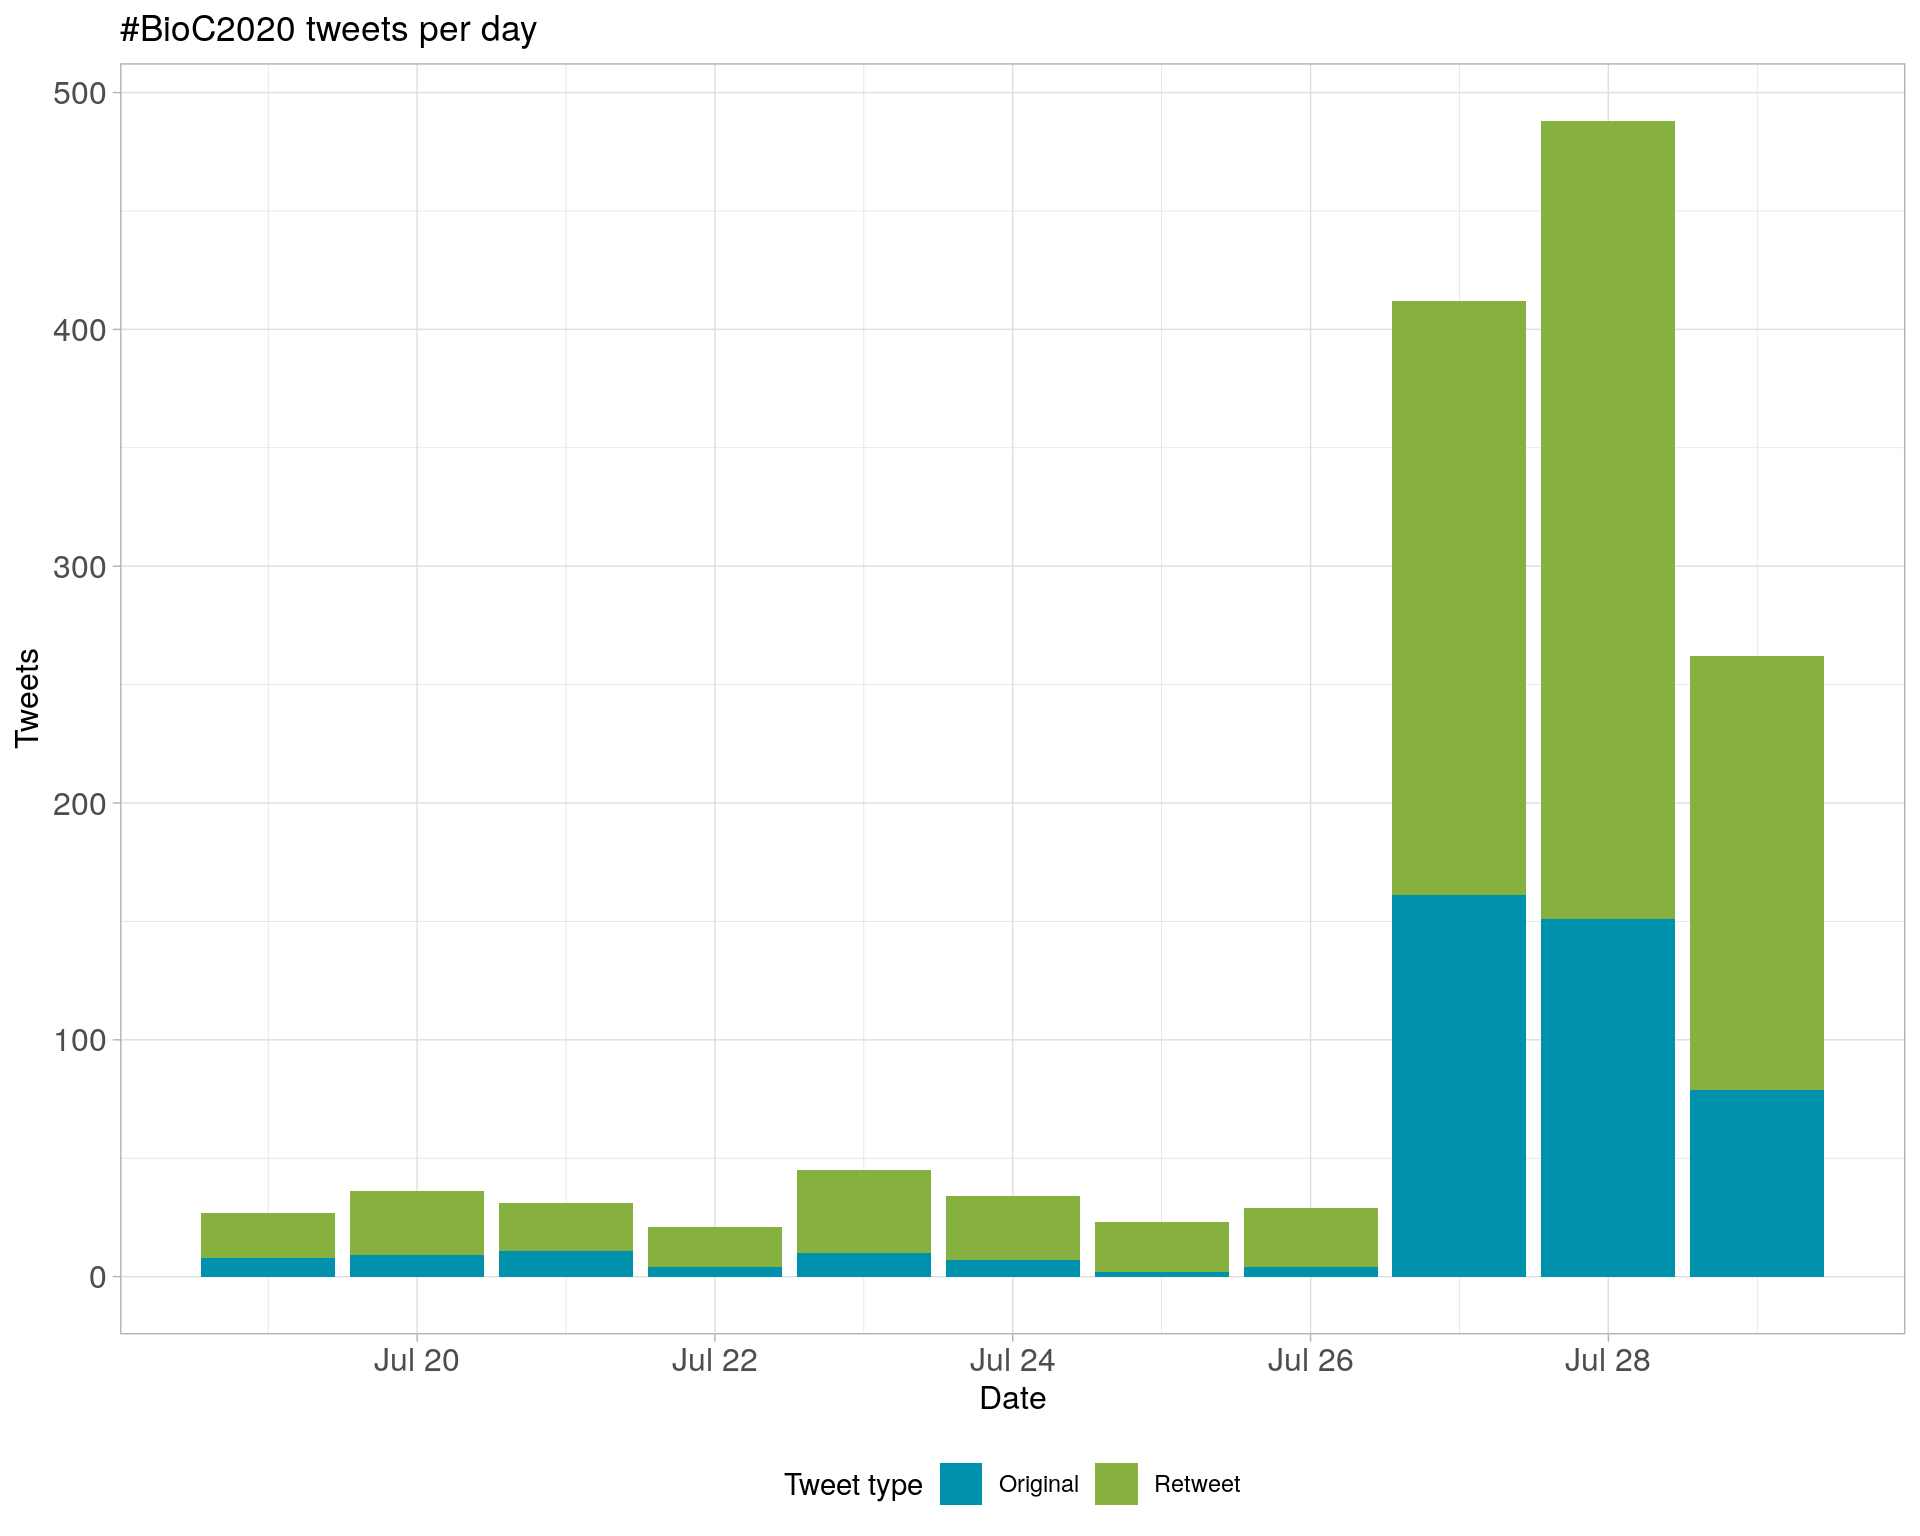 #BioC2020 tweets per day
500
400
300
200
100
0
Tweets
Jul 20 Jul 22 Jul 24 Jul 26 Jul 28
Date
Tweet type Original Retweet